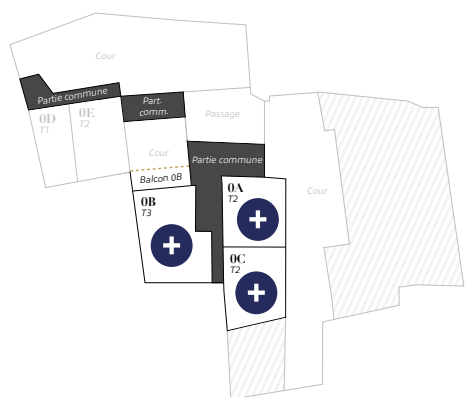 Cour
Partie commune
0D
T1
0E
T2
Part.
comm.
Passage
Cour
Partie commune
Balcon 0B
0A
T2
0B
T3
Cour
0C
T2